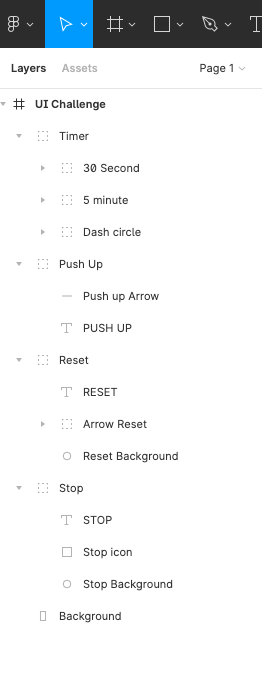 Layers Assets Page 1
UI Challenge
Timer
30 Second
5 minute
Dash circle
Push Up
Push up Arrow
PUSH UP
Reset
RESET
Arrow Reset
Reset Background
Stop
STOP
Stop icon
Stop Background
Background